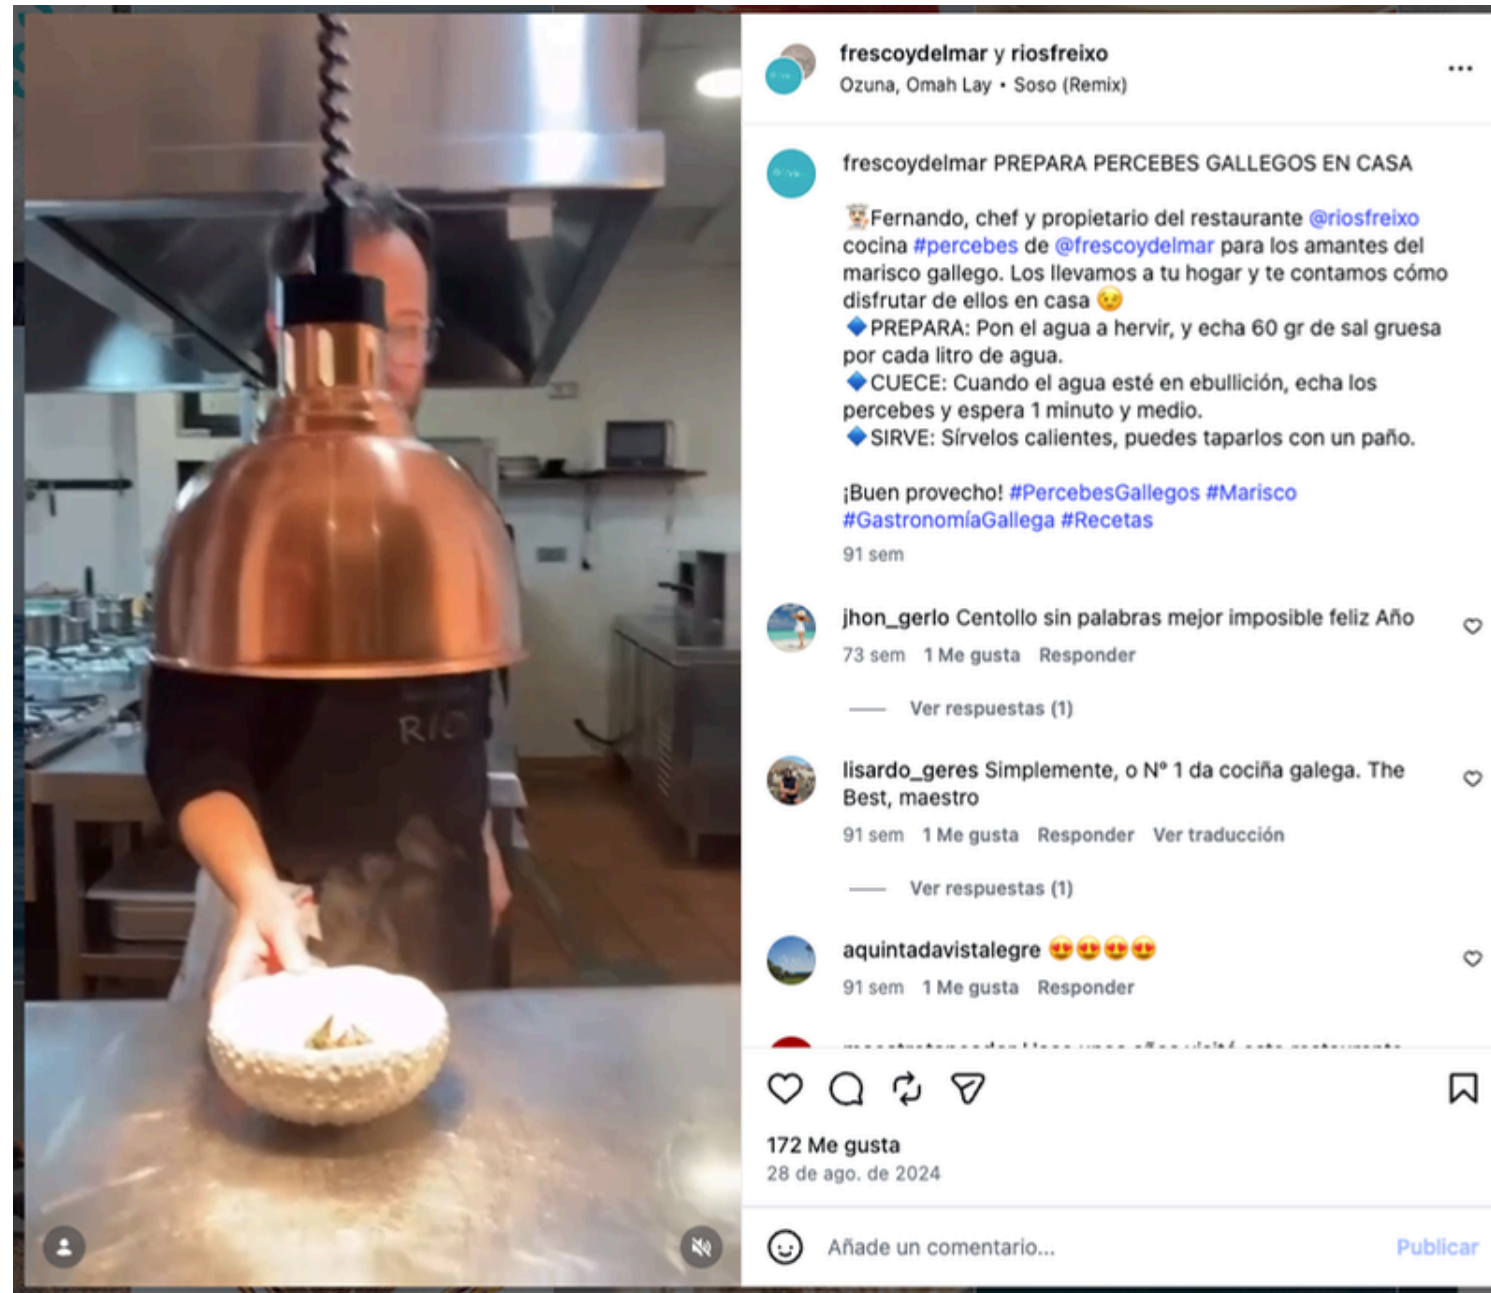 RÍO
frescoydelmar y riosfreixo
Ozuna, Omah Lay • Soso (Remix)
frescoydelmar PREPARA PERCEBES GALLEGOS EN CASA
👨🏻‍🍳Fernando, chef y propietario del restaurante @riosfreixo
cocina #percebes de @frescoydelmar para los amantes del
marisco gallego. Los llevamos a tu hogar y te contamos cómo
disfrutar de ellos en casa 😉
🔹PREPARA: Pon el agua a hervir, y echa 60 gr de sal gruesa
por cada litro de agua.
🔹CUECE: Cuando el agua esté en ebullición, echa los
percebes y espera 1 minuto y medio.
🔹SIRVE: Sírvelos calientes, puedes taparlos con un paño.
¡Buen provecho! #PercebesGallegos #Marisco
#GastronomíaGallega #Recetas
91 sem
jhon_gerlo Centollo sin palabras mejor imposible feliz Año
73 sem 1 Me gusta Responder
Ver respuestas (1)
lisardo_geres Simplemente, o Nº 1 da cociña galega. The
Best, maestro
91 sem 1 Me gusta Responder Ver traducción
Ver respuestas (1)
aquintadavistalegre 😍😍😍😍
91 sem 1 Me gusta Responder
172 Me gusta
28 de ago. de 2024
Añade un comentario...
Publicar